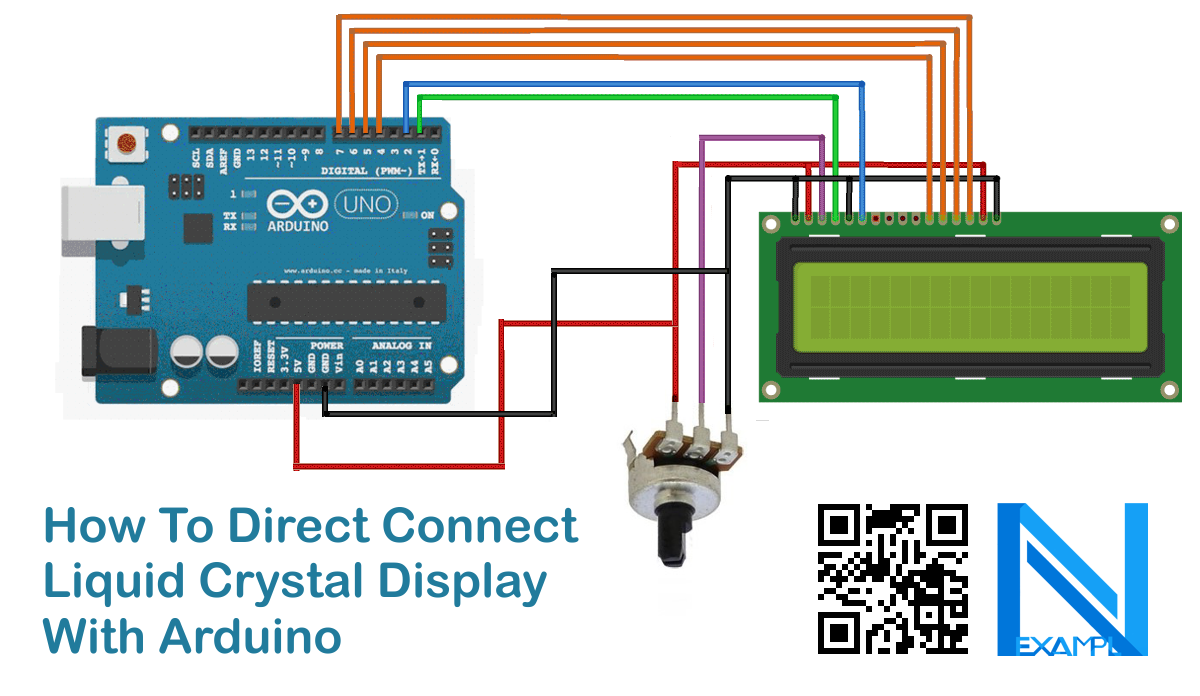 SCL
SDA
AREF
GND
13
12
~11
~10
~9
8
7
6
5
4
3
2
TX→1
RX←0
DIGITAL (PWM~)
1
TX
RX
UNO
ON
ARDUINO
www.arduino.cc - made in Italy
POWER
ANALOG IN
IOREF
RESET
3.3V
5V
GND
GND
Vin
A0
A1
A2
A3
A4
A5
How To Direct Connect
Liquid Crystal Display
With Arduino
EXAMPL